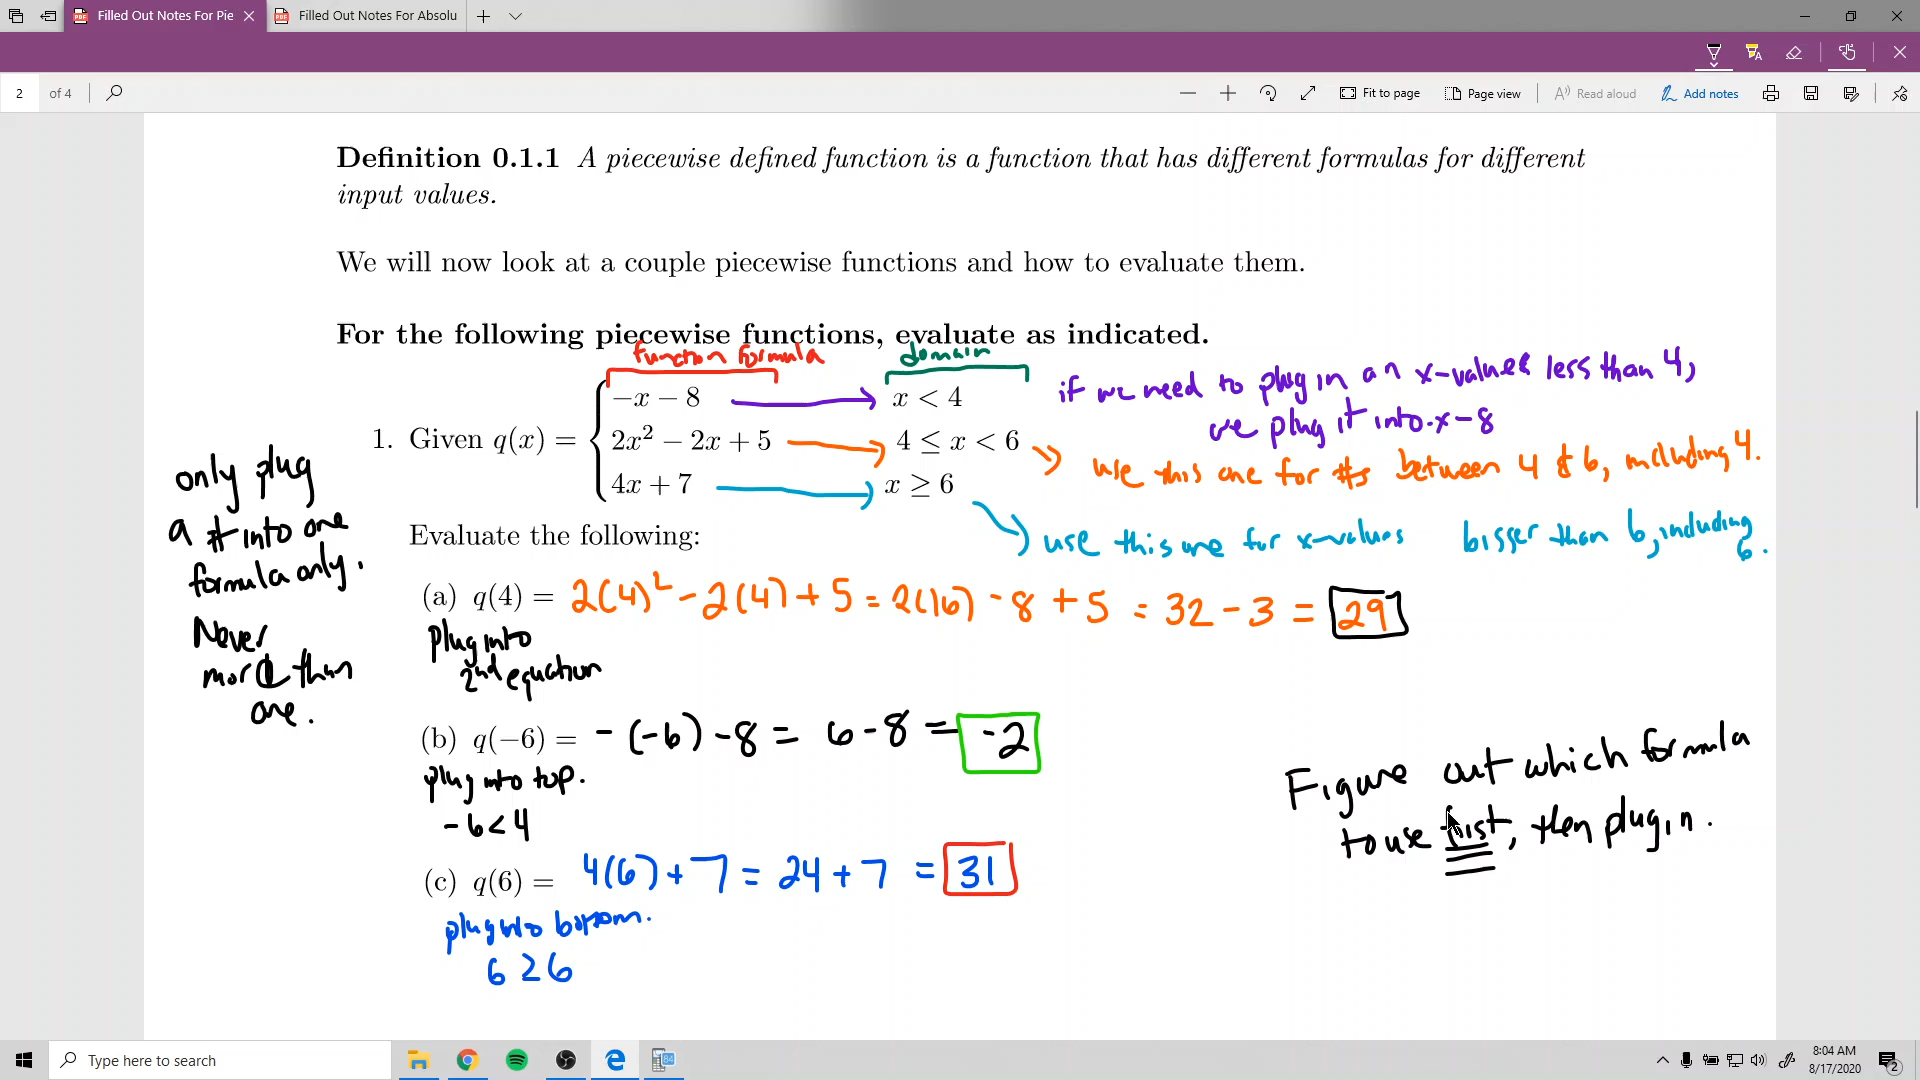 Filled Out Notes For Pie
Filled Out Notes For Absolu
2 of 4
Fit to page
Page view
Read aloud
Add notes
Definition 0.1.1 A piecewise defined function is a function that has different formulas for different
input values.
We will now look at a couple piecewise functions and how to evaluate them.
For the following piecewise functions, evaluate as indicated.
function formula
domain
1. Given q(x) =
−x − 8 x < 4
2x² − 2x + 5 4 ≤ x < 6
4x + 7 x ≥ 6
if we need to plug in an x-values less than 4,
we plug it into -x-8
use this one for #s between 4 & 6, including 4.
use this one for x-values bigger than 6, including
6.
only plug
a # into one
formula only.
Never
more than
one.
Evaluate the following:
(a) q(4) = 2(4)² - 2(4) + 5 = 2(16) - 8 + 5 = 32 - 3 = 29
plug into
2nd equation
(b) q(−6) = -(-6) - 8 = 6 - 8 = -2
plug into top.
-6 < 4
Figure out which formula
to use first, then plug in.
(c) q(6) = 4(6) + 7 = 24 + 7 = 31
plug into bottom.
6 ≥ 6
Type here to search
84
8:04 AM
8/17/2020
2